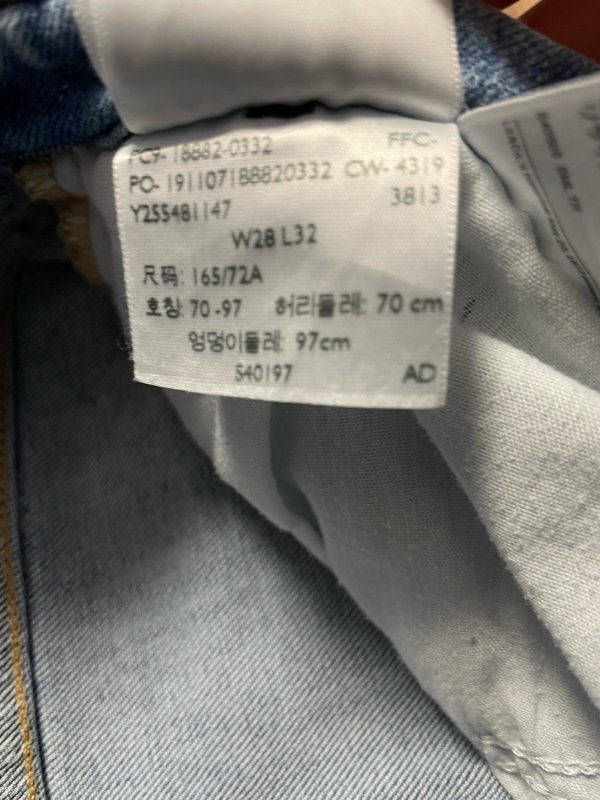 PC9- 18882-0332 FFC-
PO- 191107188820332 CW- 4319
Y255481147 3813
W28 L32
尺码: 165/72A
호칭: 70 -97 허리둘레: 70 cm
엉덩이둘레: 97cm
S40197 AD